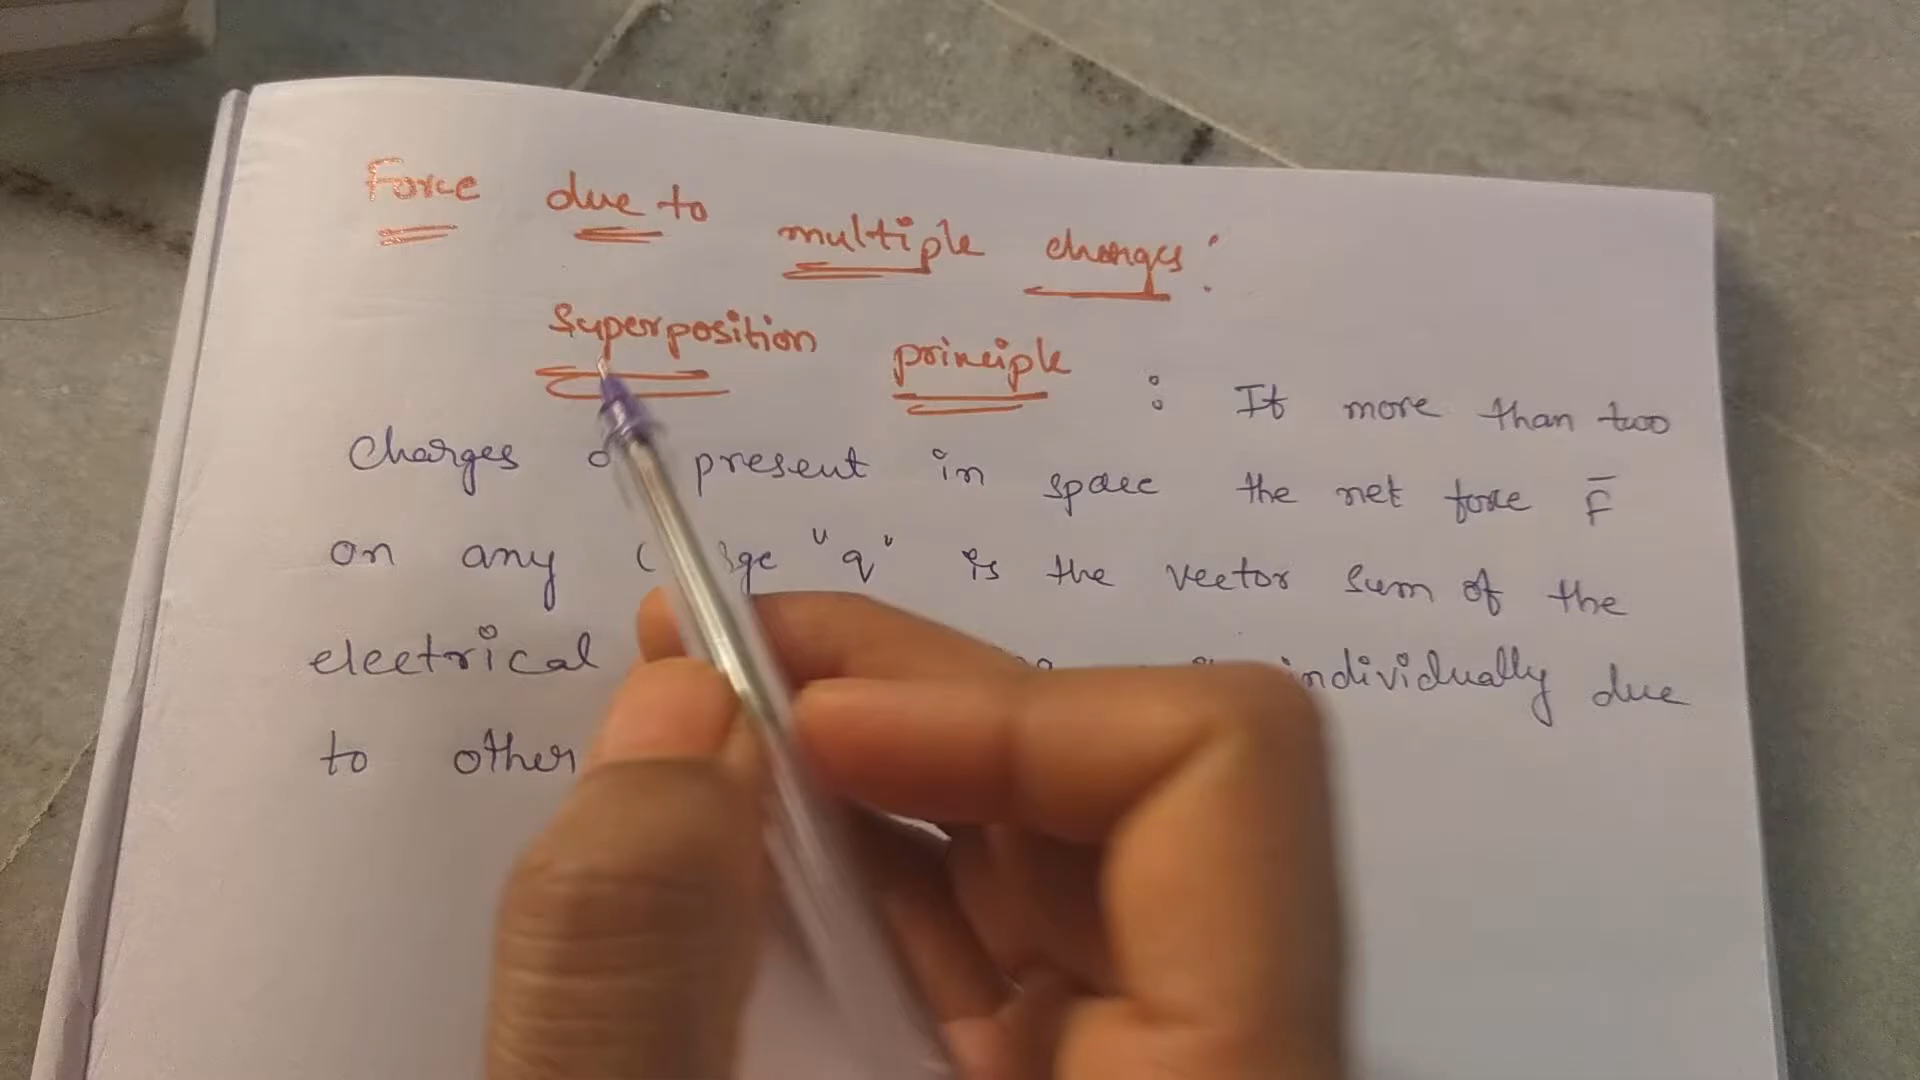 Force due to multiple charges:
Superposition principle : If more than two
charges present in space the net force F̄
on any "q" is the vector sum of the
electrical individually due
to other